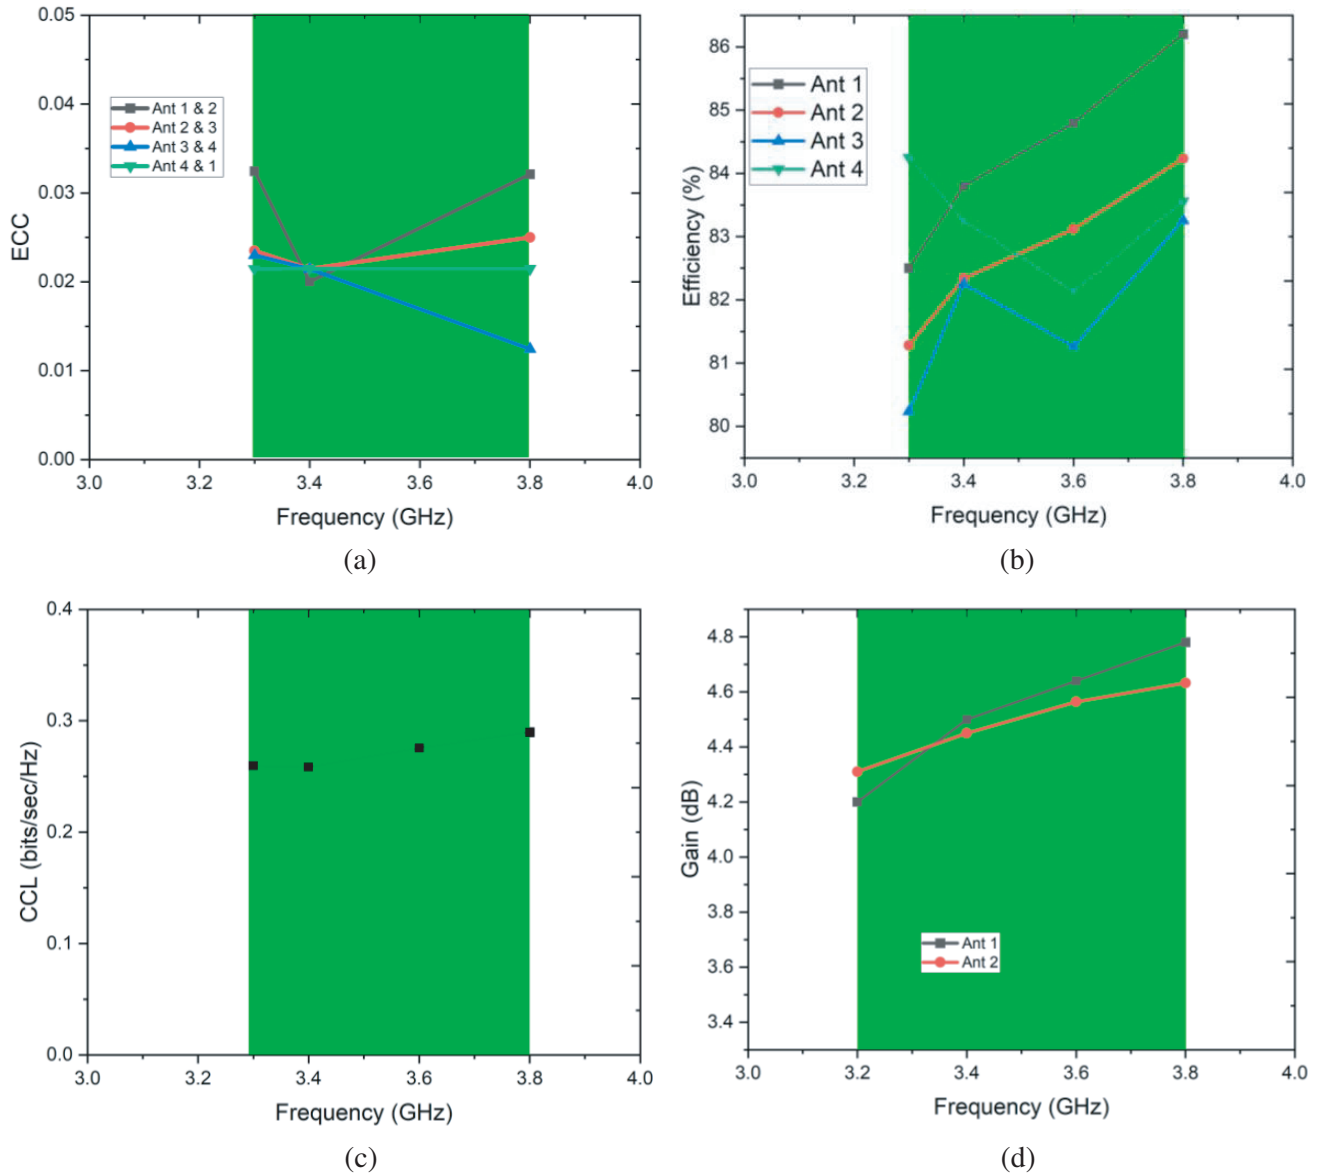 0.05
0.04
0.03
0.02
0.01
0.00
ECC
Ant 1 & 2
Ant 2 & 3
Ant 3 & 4
Ant 4 & 1
3.0 3.2 3.4 3.6 3.8 4.0
Frequency (GHz)
(a)
86
85
84
83
82
81
80
Efficiency (%)
Ant 1
Ant 2
Ant 3
Ant 4
3.0 3.2 3.4 3.6 3.8 4.0
Frequency (GHz)
(b)
0.4
0.3
0.2
0.1
0.0
CCL (bits/sec/Hz)
3.0 3.2 3.4 3.6 3.8 4.0
Frequency (GHz)
(c)
4.8
4.6
4.4
4.2
4.0
3.8
3.6
3.4
Gain (dB)
Ant 1
Ant 2
3.0 3.2 3.4 3.6 3.8 4.0
Frequency (GHz)
(d)